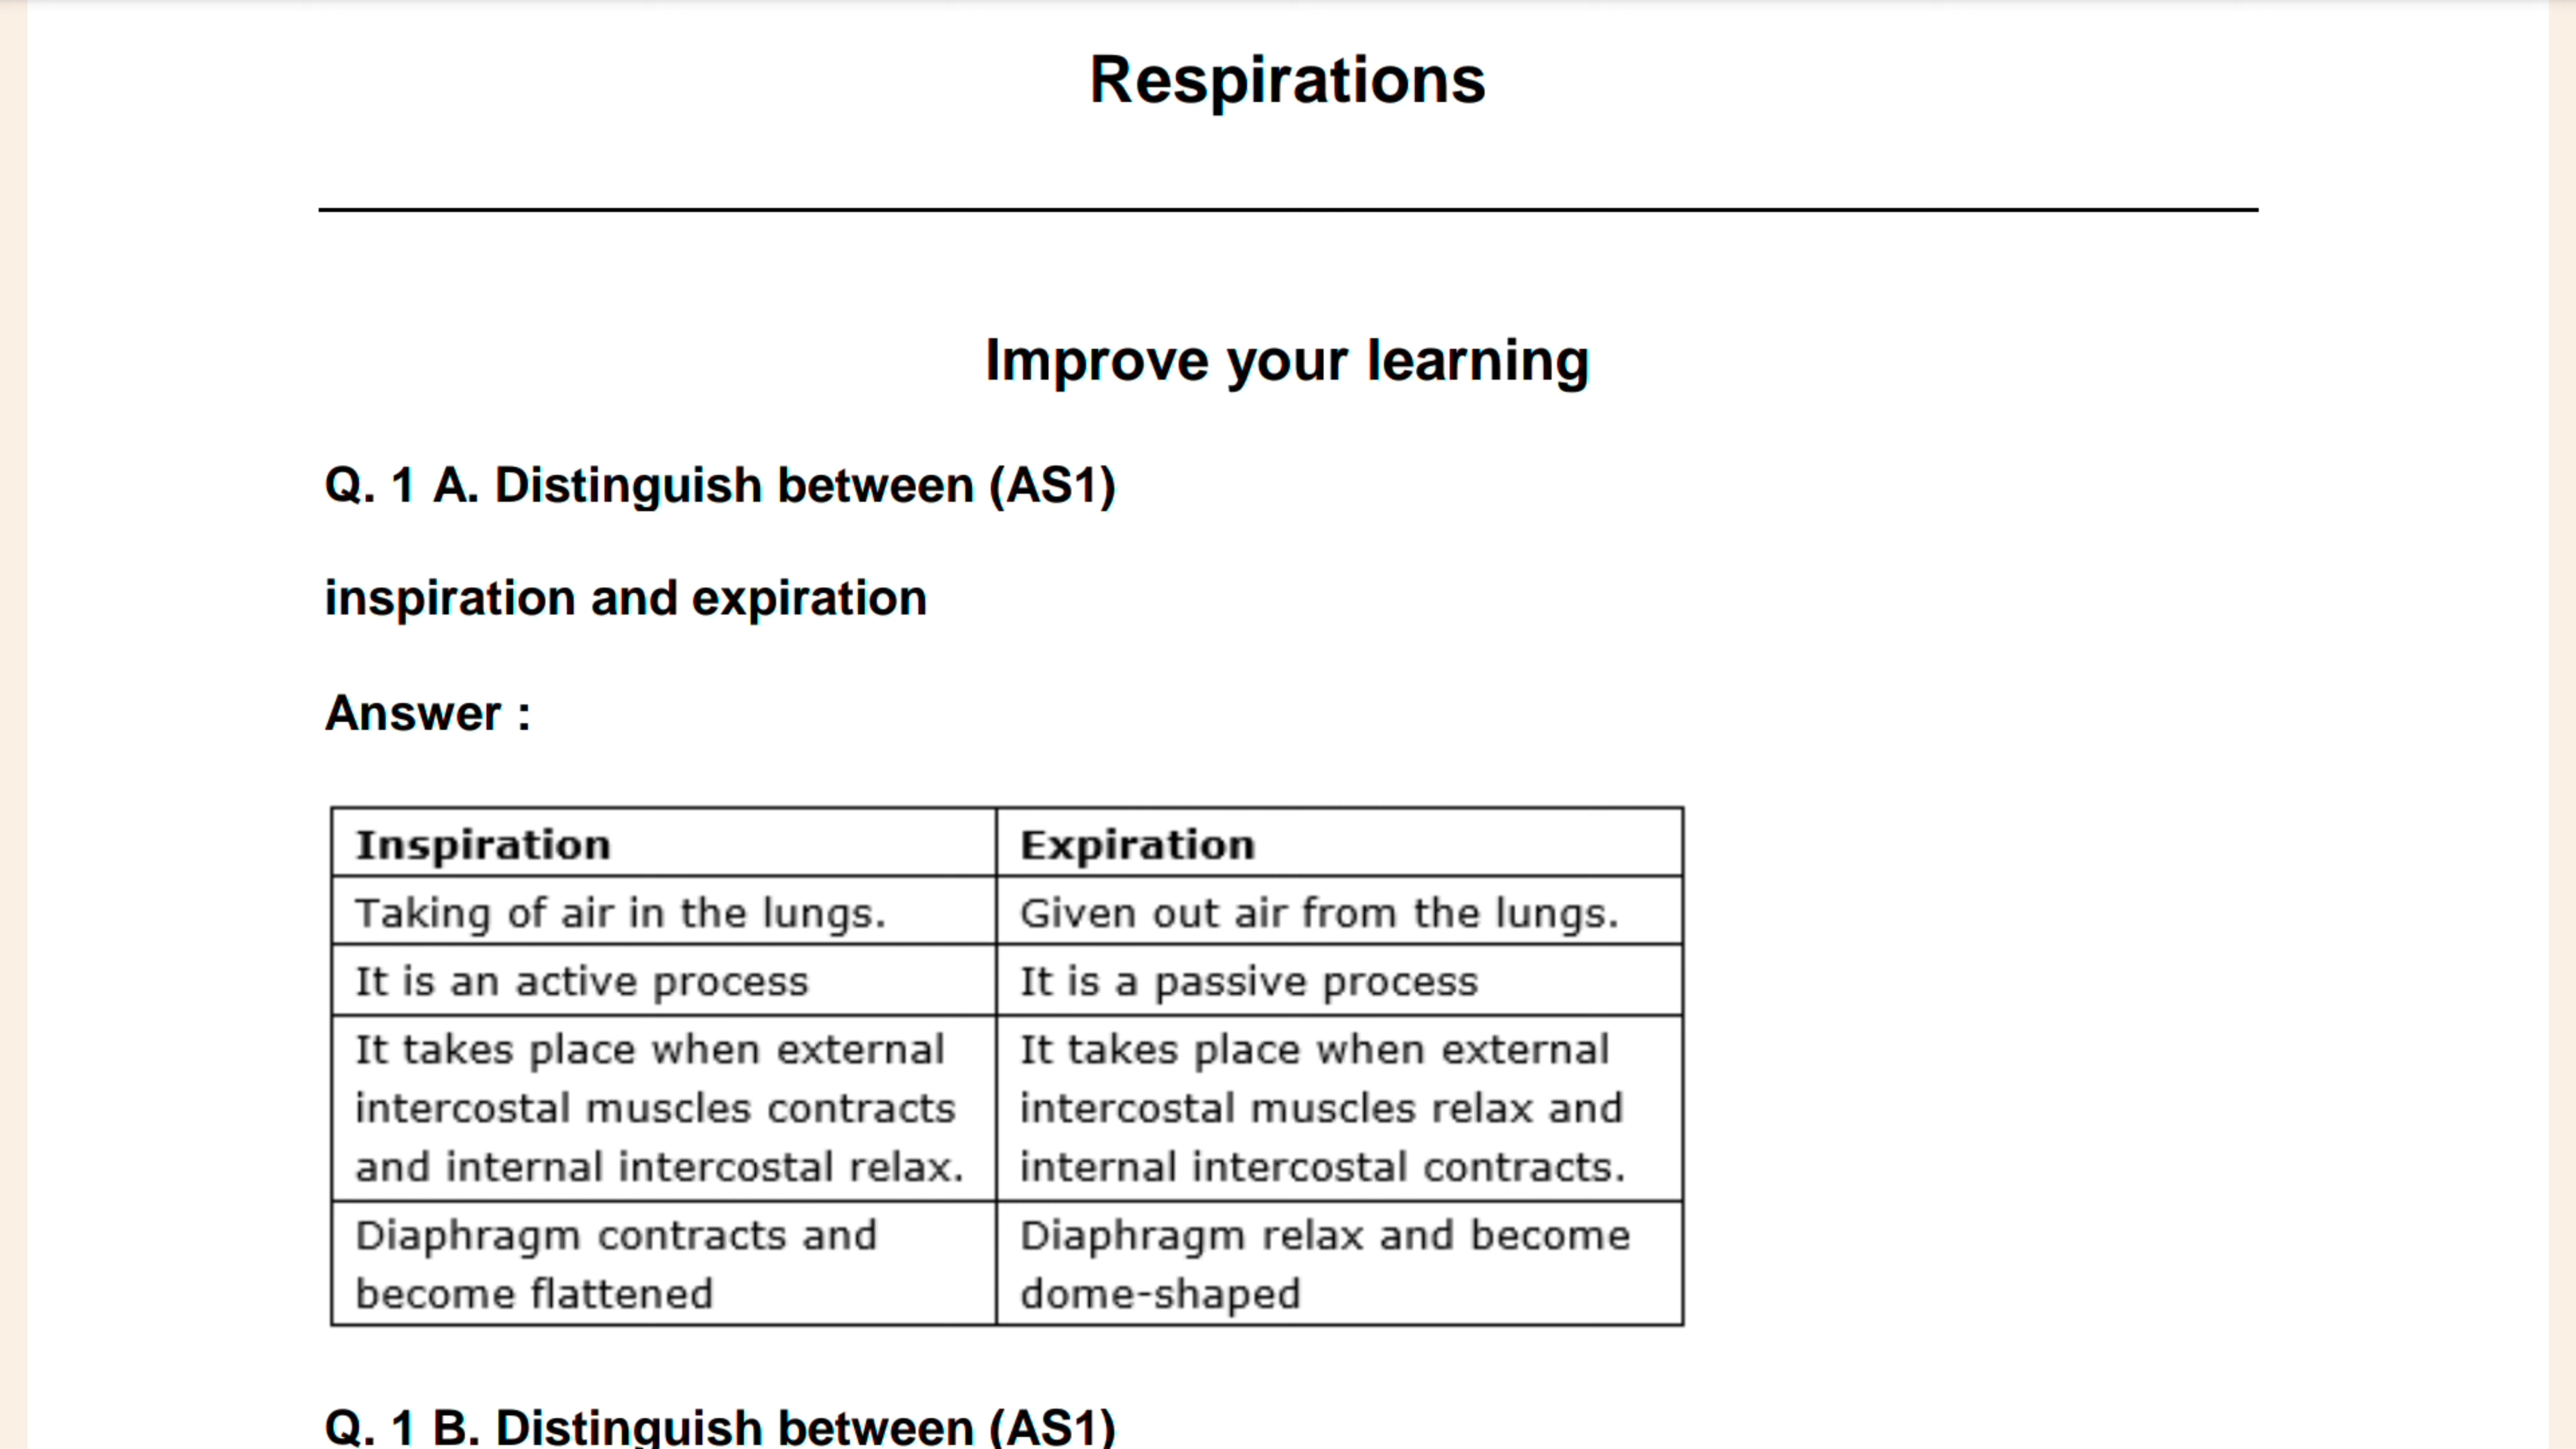 Respirations
Improve your learning
Q. 1 A. Distinguish between (AS1)
inspiration and expiration
Answer :
Inspiration
Expiration
Taking of air in the lungs.
Given out air from the lungs.
It is an active process
It is a passive process
It takes place when external
intercostal muscles contracts
and internal intercostal relax.
It takes place when external
intercostal muscles relax and
internal intercostal contracts.
Diaphragm contracts and
become flattened
Diaphragm relax and become
dome-shaped
Q. 1 B. Distinguish between (AS1)